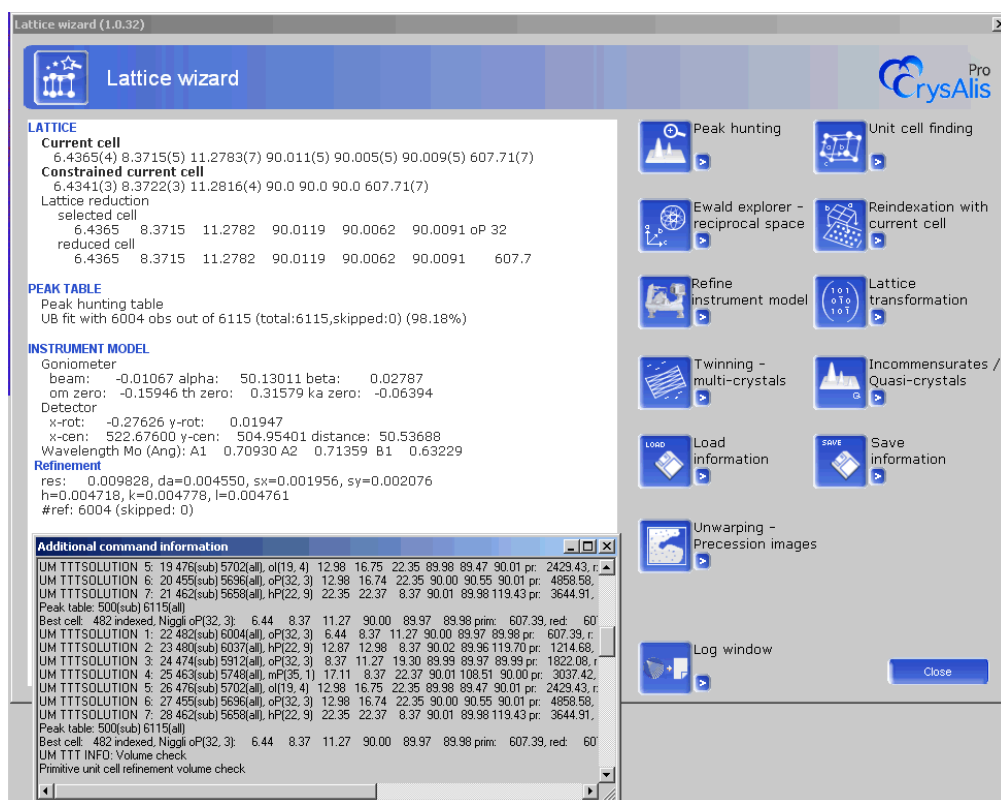 Lattice wizard (1.0.32)
Lattice wizard
CrysAlis Pro
LATTICE
Current cell
6.4365(4) 8.3715(5) 11.2783(7) 90.011(5) 90.005(5) 90.009(5) 607.71(7)
Constrained current cell
6.4341(3) 8.3722(3) 11.2816(4) 90.0 90.0 90.0 607.71(7)
Lattice reduction
selected cell
6.4365 8.3715 11.2782 90.0119 90.0062 90.0091 oP 32
reduced cell
6.4365 8.3715 11.2782 90.0119 90.0062 90.0091 607.7
PEAK TABLE
Peak hunting table
UB fit with 6004 obs out of 6115 (total:6115,skipped:0) (98.18%)
INSTRUMENT MODEL
Goniometer
beam: -0.01067 alpha: 50.13011 beta: 0.02787
om zero: -0.15946 th zero: 0.31579 ka zero: -0.06394
Detector
x-rot: -0.27626 y-rot: 0.01947
x-cen: 522.67600 y-cen: 504.95401 distance: 50.53688
Wavelength Mo (Ang): A1 0.70930 A2 0.71359 B1 0.63229
Refinement
res: 0.009828, da=0.004550, sx=0.001956, sy=0.002076
h=0.004718, k=0.004778, l=0.004761
#ref: 6004 (skipped: 0)
Additional command information
UM TTTSOLUTION 5: 19 476(sub) 5702(all), oI(19, 4) 12.98 16.75 22.35 89.98 89.47 90.01 pr: 2429.43, r:
UM TTTSOLUTION 6: 20 455(sub) 5696(all), oP(32, 3) 12.98 16.74 22.35 90.00 90.55 90.01 pr: 4858.58,
UM TTTSOLUTION 7: 21 462(sub) 5658(all), hP(22, 9) 22.35 22.37 8.37 90.01 89.98 119.43 pr: 3644.91,
Peak table: 500(sub) 6115(all)
Best cell: 482 indexed, Niggli oP(32, 3): 6.44 8.37 11.27 90.00 89.97 89.98 prim: 607.39, red: 60
UM TTTSOLUTION 1: 22 482(sub) 6004(all), oP(32, 3) 6.44 8.37 11.27 90.00 89.97 89.98 pr: 607.39, r:
UM TTTSOLUTION 2: 23 480(sub) 6037(all), hP(22, 9) 12.87 12.98 8.37 90.02 89.96 119.70 pr: 1214.68,
UM TTTSOLUTION 3: 24 474(sub) 5912(all), oP(32, 3) 8.37 11.27 19.30 89.99 89.97 89.99 pr: 1822.08, r
UM TTTSOLUTION 4: 25 463(sub) 5748(all), mP(35, 1) 17.11 8.37 22.37 90.01 108.51 90.00 pr: 3037.42,
UM TTTSOLUTION 5: 26 476(sub) 5702(all), oI(19, 4) 12.98 16.75 22.35 89.98 89.47 90.01 pr: 2429.43, r:
UM TTTSOLUTION 6: 27 455(sub) 5696(all), oP(32, 3) 12.98 16.74 22.35 90.00 90.55 90.01 pr: 4858.58,
UM TTTSOLUTION 7: 28 462(sub) 5658(all), hP(22, 9) 22.35 22.37 8.37 90.01 89.98 119.43 pr: 3644.91,
Peak table: 500(sub) 6115(all)
Best cell: 482 indexed, Niggli oP(32, 3): 6.44 8.37 11.27 90.00 89.97 89.98 prim: 607.39, red: 60
UM TTT INFO: Volume check
Primitive unit cell refinement volume check
Peak hunting
Unit cell finding
Ewald explorer -
reciprocal space
Reindexation with
current cell
Refine
instrument model
Lattice
transformation
Twinning -
multi-crystals
Incommensurates /
Quasi-crystals
LOAD
Load
information
SAVE
Save
information
Unwarping -
Precession images
Log window
Close